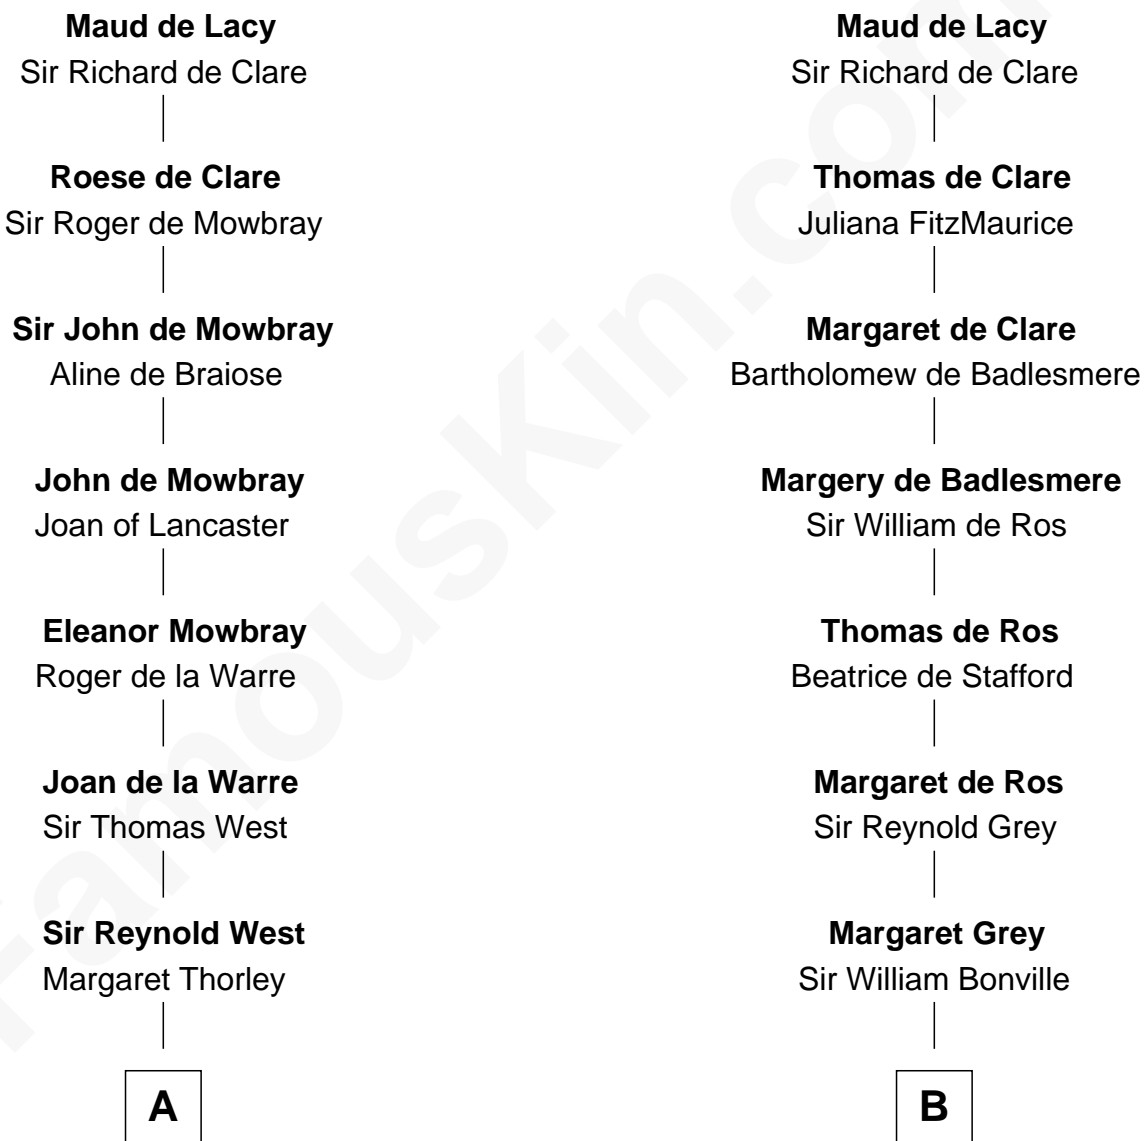 Maud de Lacy
Sir Richard de Clare
Roese de Clare
Sir Roger de Mowbray
Sir John de Mowbray
Aline de Braiose
John de Mowbray
Joan of Lancaster
Eleanor Mowbray
Roger de la Warre
Joan de la Warre
Sir Thomas West
Sir Reynold West
Margaret Thorley
A
Maud de Lacy
Sir Richard de Clare
Thomas de Clare
Juliana FitzMaurice
Margaret de Clare
Bartholomew de Badlesmere
Margery de Badlesmere
Sir William de Ros
Thomas de Ros
Beatrice de Stafford
Margaret de Ros
Sir Reynold Grey
Margaret Grey
Sir William Bonville
B
FamousKin.com